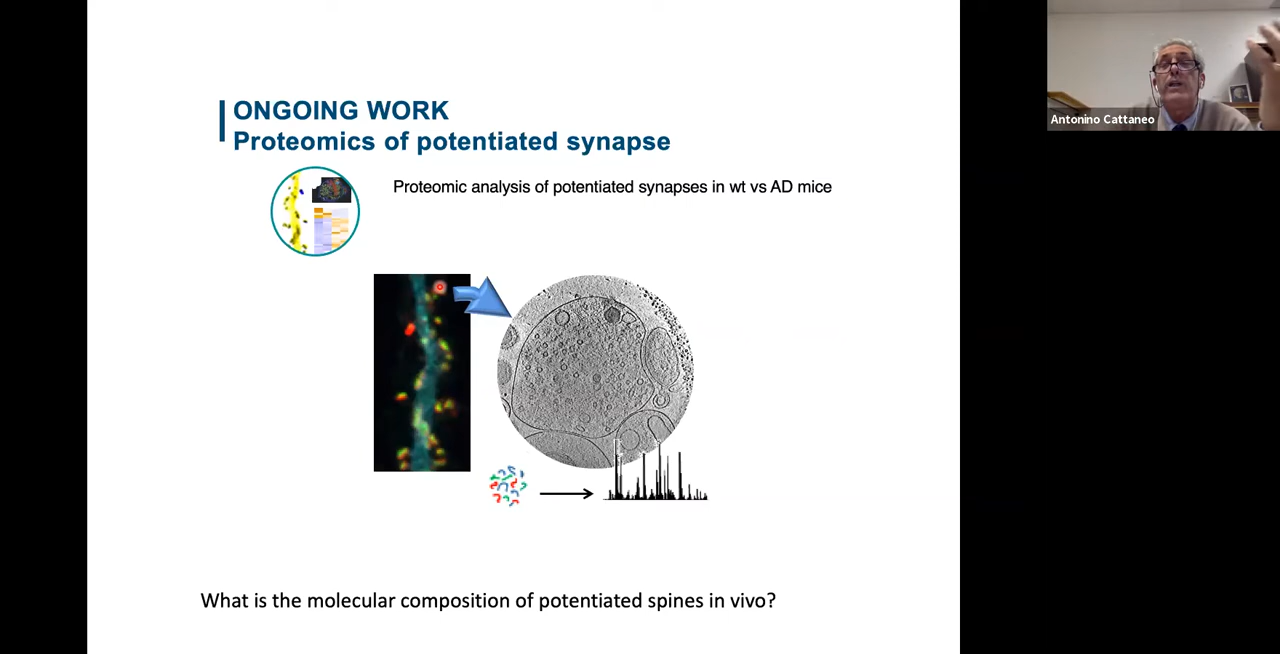 ONGOING WORK
Proteomics of potentiated synapse
Proteomic analysis of potentiated synapses in wt vs AD mice
What is the molecular composition of potentiated spines in vivo?
Antonino Cattaneo